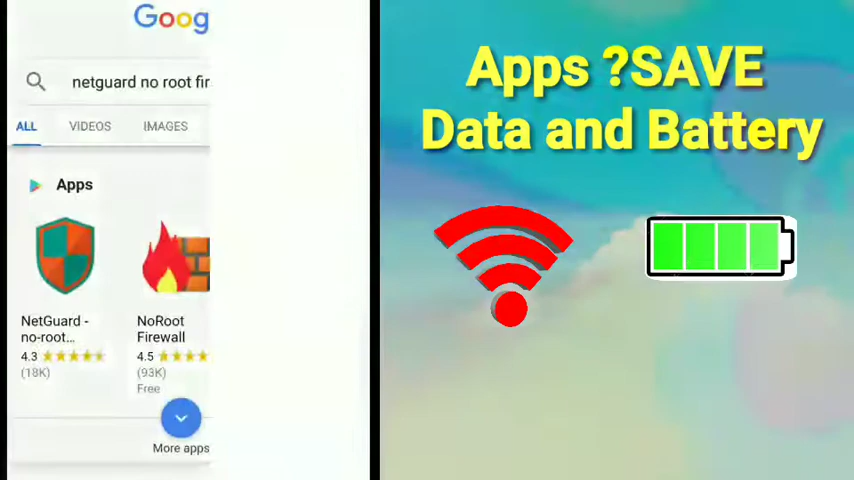 Goog
netguard no root fir
ALL VIDEOS IMAGES
Apps
NetGuard -
no-root...
4.3
(18K)
NoRoot
Firewall
4.5
(93K)
Free
More apps
Apps ?SAVE
Data and Battery